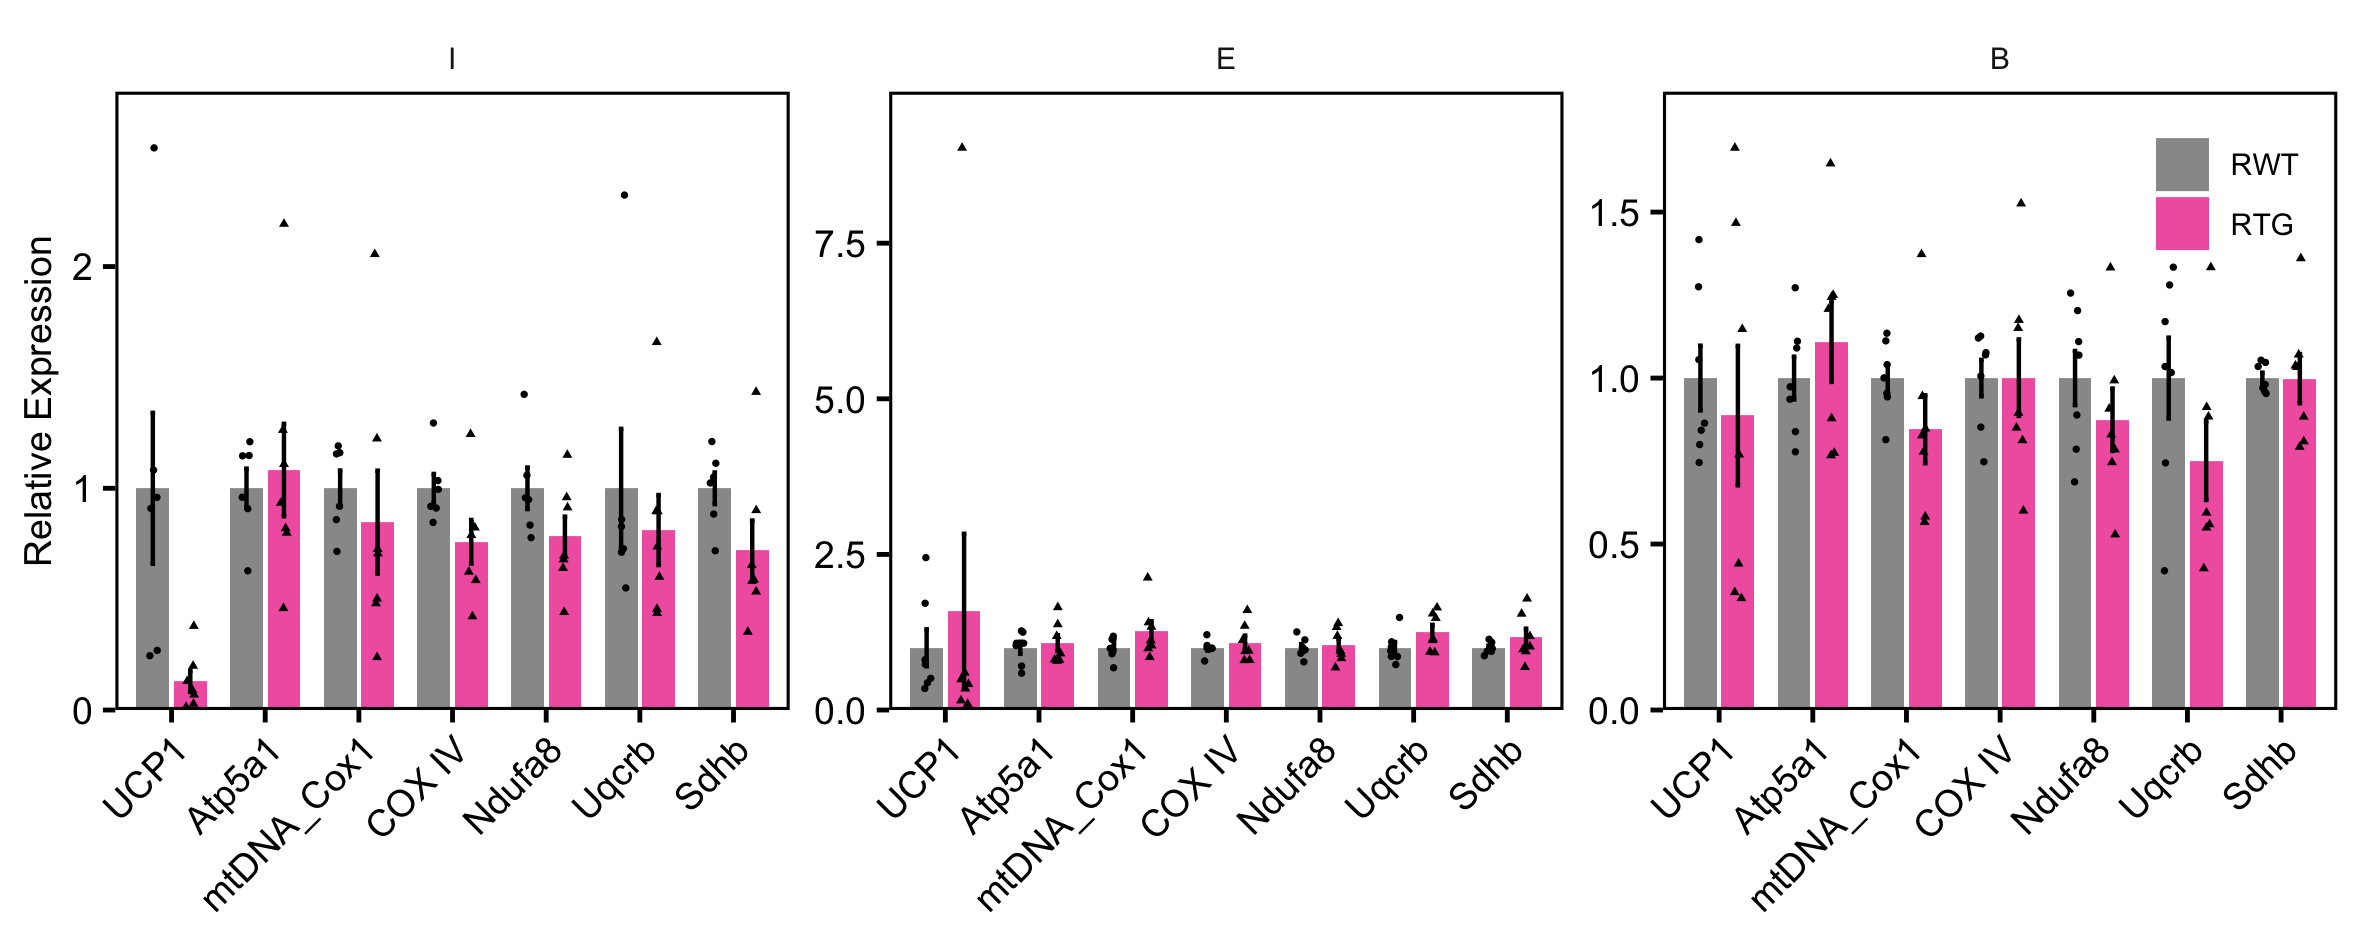 I
E
B
Relative Expression
2
1
0
7.5
5.0
2.5
0.0
1.5
1.0
0.5
0.0
RWT
RTG
UCP1
Atp5a1
mtDNA_Cox1
COX IV
Ndufa8
Uqcrb
Sdhb
UCP1
Atp5a1
mtDNA_Cox1
COX IV
Ndufa8
Uqcrb
Sdhb
UCP1
Atp5a1
mtDNA_Cox1
COX IV
Ndufa8
Uqcrb
Sdhb